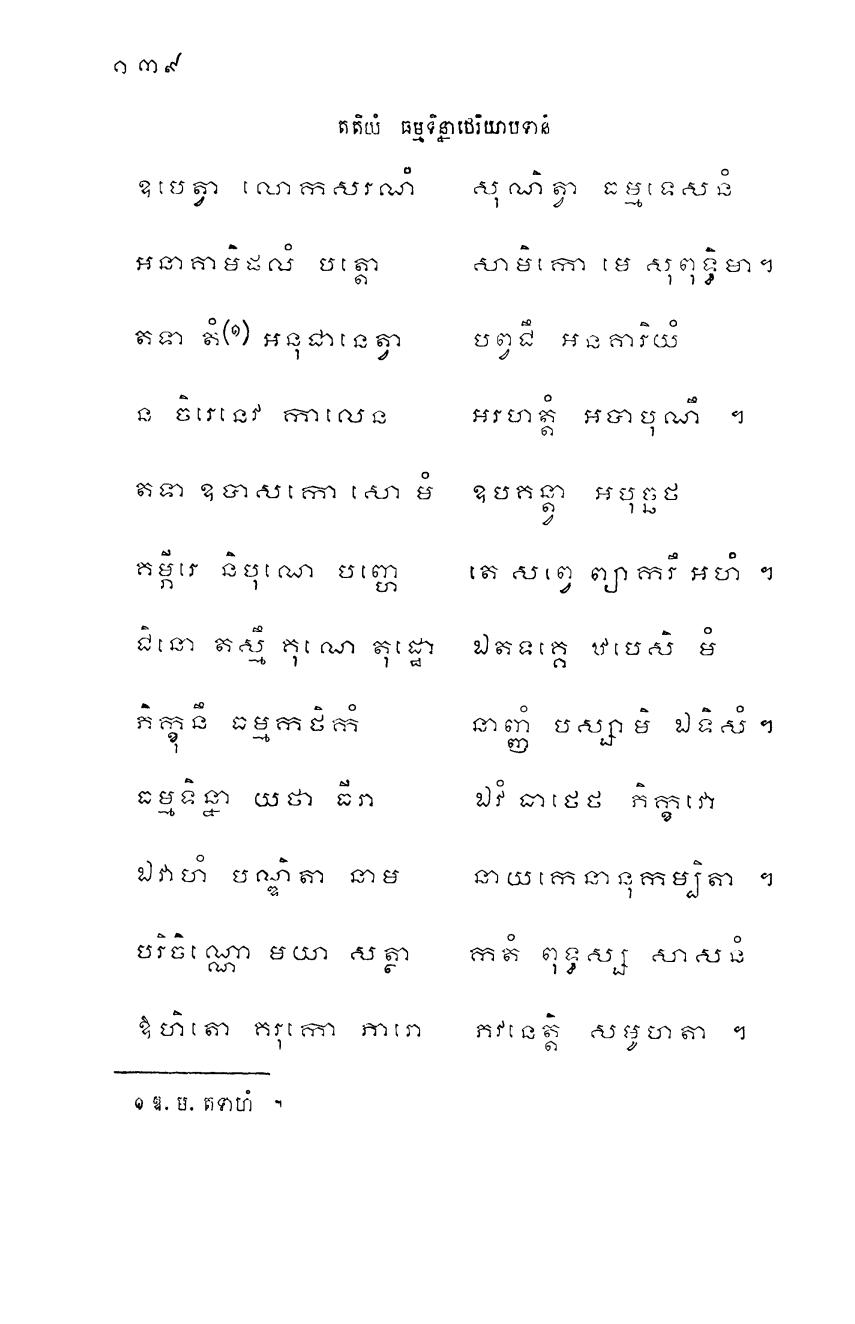 ១៣៩
តតិយំ ធម្មទិន្នាថេរិយាបទានំ
ឧបេត្វា លោកសរណំ សុណិត្វា ធម្មទេសនំ
អនាគាមិផលំ បត្តោ សាមិកោ មេ សុពុទ្ធិមា។
តទា តំ(១) អនុជានេត្វា បព្វជឹ អនគារិយំ
ន ចិរេនេវ កាលេន អរហត្តំ អបាបុណឹ ។
តទា ឧបាសកោ សោ មំ ឧបគន្ត្វា អបុច្ឆថ
គម្ភីរេ និបុណេ បញ្ហេ តេ សព្វេ ព្យាករឹ អហំ ។
ជិនោ តស្មឹ គុណេ តុដ្ឋោ ឯតទគ្គេ ឋបេសិ មំ
ភិក្ខុនឹ ធម្មកថិកំ នាញ្ញំ បស្សាមិ ឯទិសំ។
ធម្មទិន្នា យថា ធីរា ឯវំ ធារេថ ភិក្ខវោ
ឯវាហំ បណ្ឌិតា នាម នាយកេនានុកម្បិតា ។
បរិចិណ្ណោ មយា សត្ថា កតំ ពុទ្ធស្ស សាសនំ
ឱហិតោ គរុកោ ភារោ ភវនេត្តិ សមូហតា ។
១ ឱ. ម. តទាហំ ។